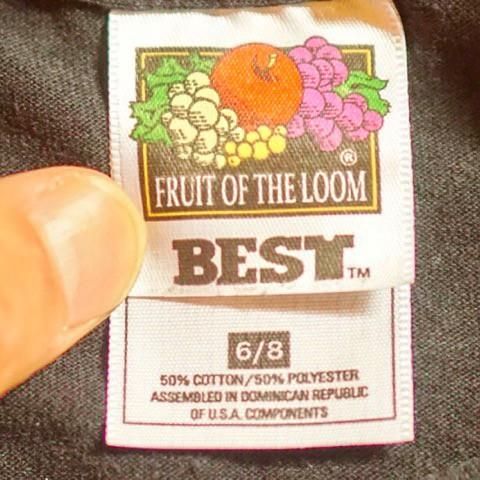 ®
FRUIT OF THE LOOM
BEST™
6/8
50% COTTON/50% POLYESTER
ASSEMBLED IN DOMINICAN REPUBLIC
OF U.S.A. COMPONENTS